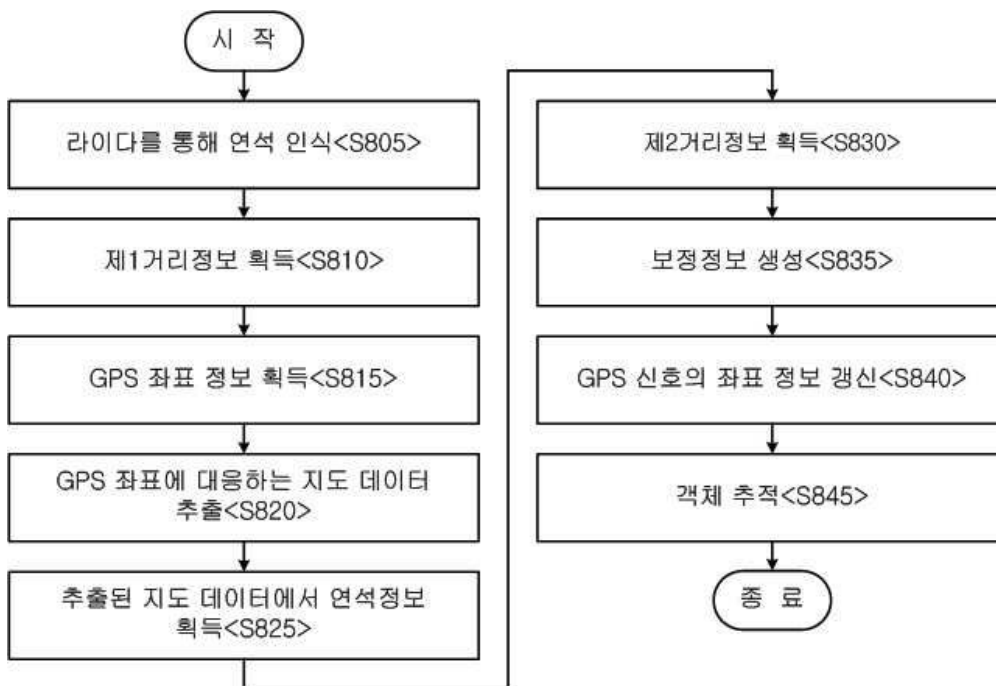 시 작
라이다를 통해 연석 인식<S805>
제1거리정보 획득<S810>
GPS 좌표 정보 획득<S815>
GPS 좌표에 대응하는 지도 데이터
추출<S820>
추출된 지도 데이터에서 연석정보
획득<S825>
제2거리정보 획득<S830>
보정정보 생성<S835>
GPS 신호의 좌표 정보 갱신<S840>
객체 추적<S845>
종 료